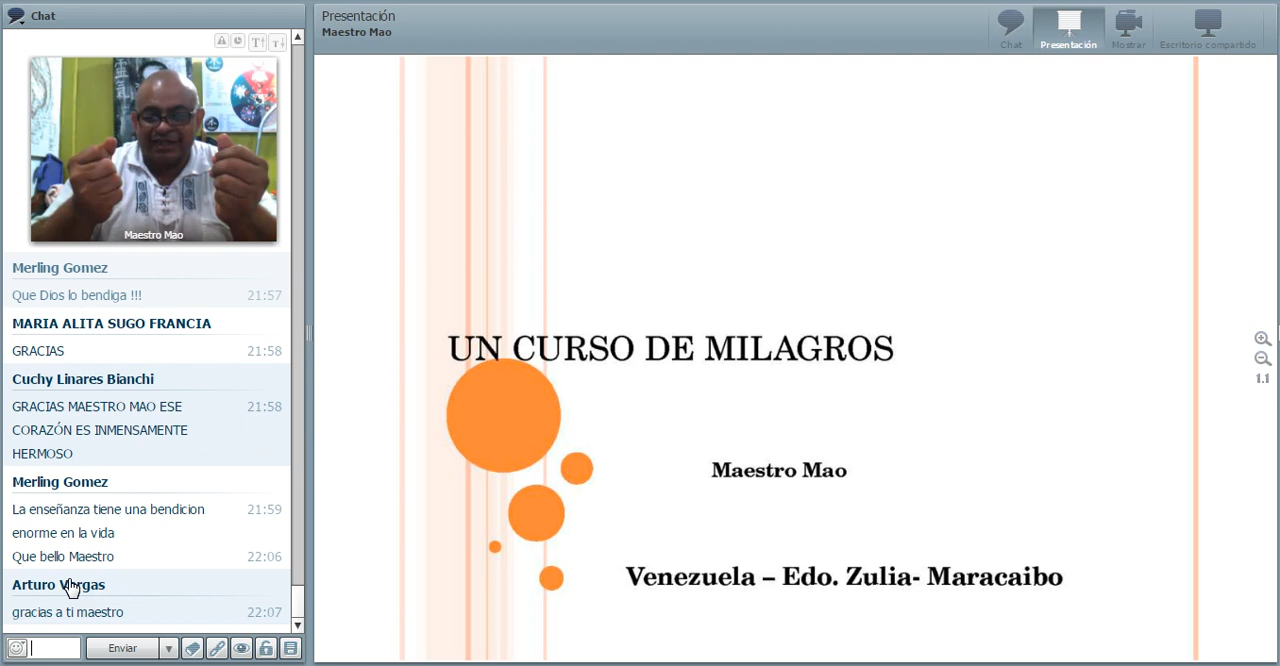 Chat
Maestro Mao
Merling Gomez
Que Dios lo bendiga !!! 21:57
MARIA ALITA SUGO FRANCIA
GRACIAS 21:58
Cuchy Linares Bianchi
GRACIAS MAESTRO MAO ESE 21:58
CORAZÓN ES INMENSAMENTE
HERMOSO
Merling Gomez
La enseñanza tiene una bendicion 21:59
enorme en la vida
Que bello Maestro 22:06
Arturo Vargas
gracias a ti maestro 22:07
Enviar
Presentación
Maestro Mao
Chat
Presentación
Mostrar
Escritorio compartido
UN CURSO DE MILAGROS
Maestro Mao
Venezuela – Edo. Zulia- Maracaibo
1.1